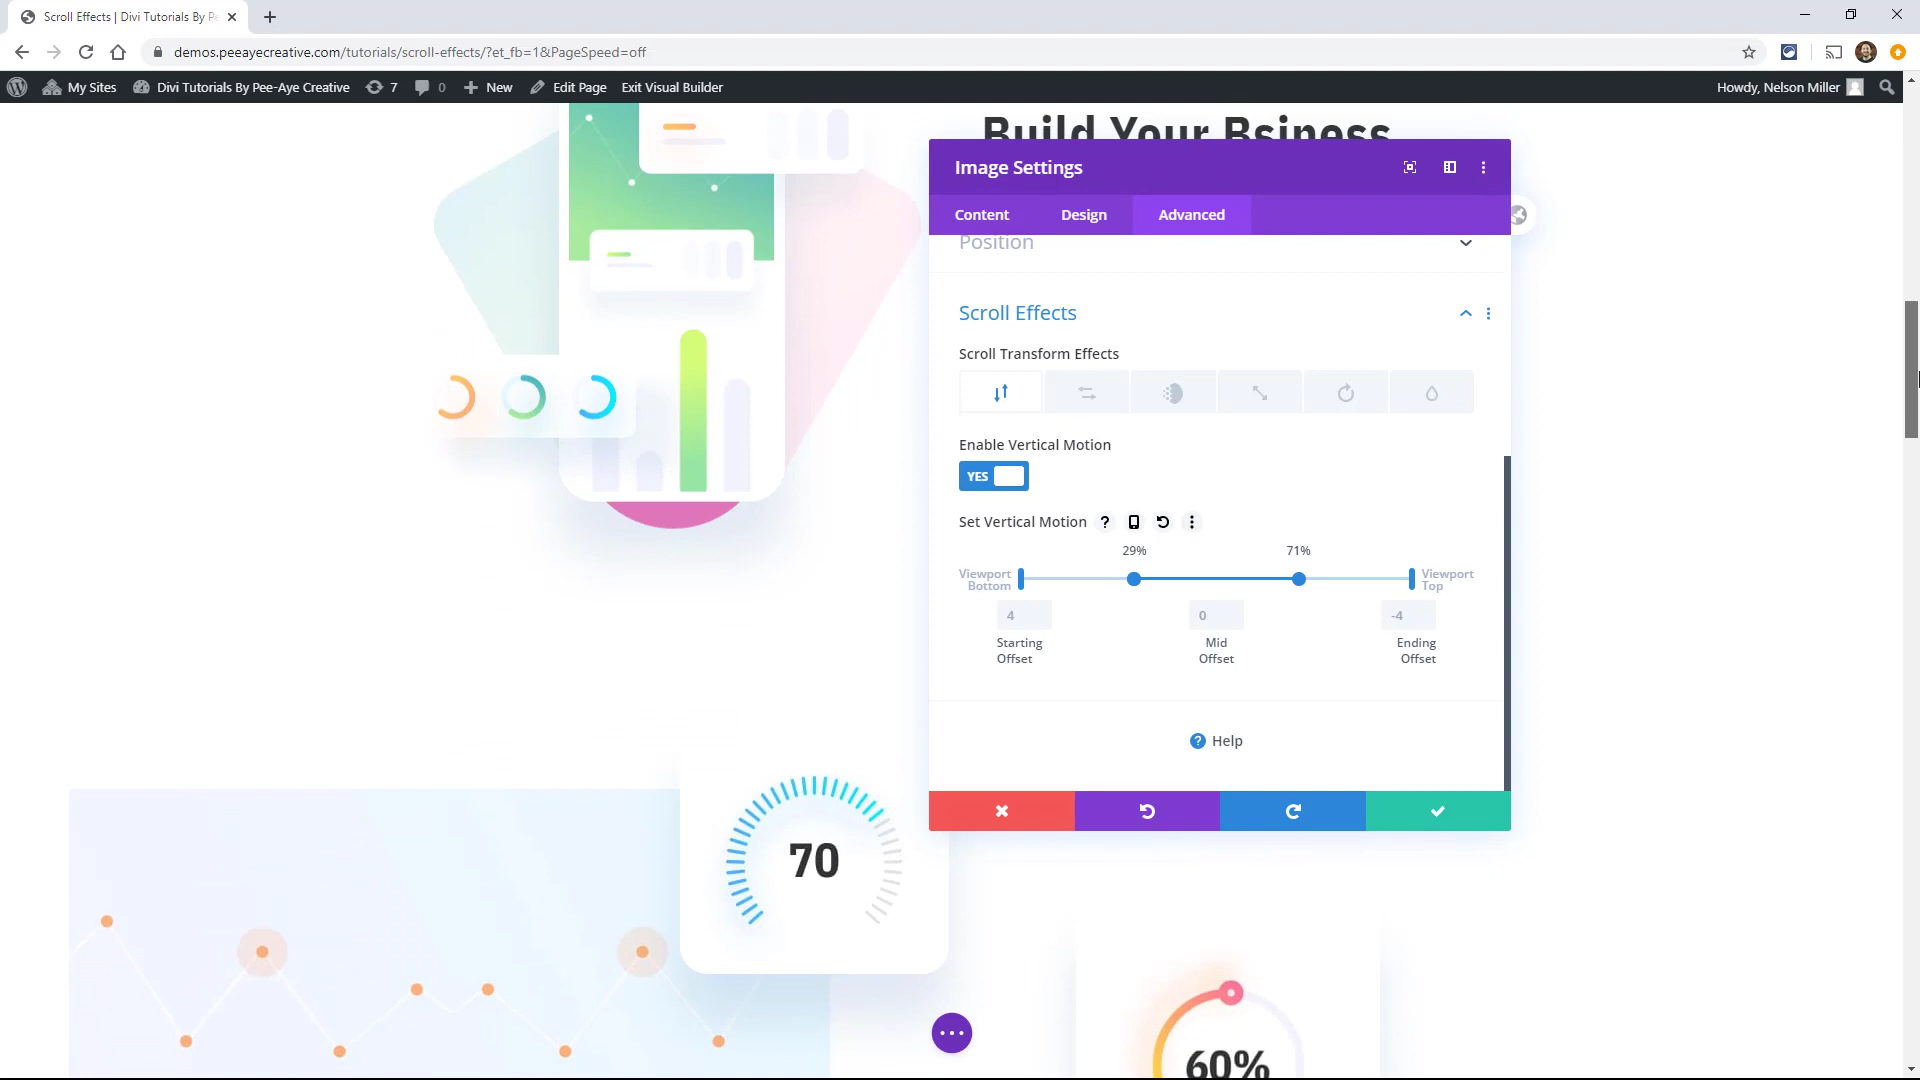 Scroll Effects | Divi Tutorials By Pe
demos.peeayecreative.com/tutorials/scroll-effects/?et_fb=1&PageSpeed=off
My Sites Divi Tutorials By Pee-Aye Creative 7 0 New Edit Page Exit Visual Builder Howdy, Nelson Miller
Build Your Bsiness
Image Settings
Content Design Advanced
Position
Scroll Effects
Scroll Transform Effects
Enable Vertical Motion
YES
Set Vertical Motion ?
29% 71%
Viewport Bottom
Viewport Top
4 0 -4
Starting Offset
Mid Offset
Ending Offset
? Help
70
60%